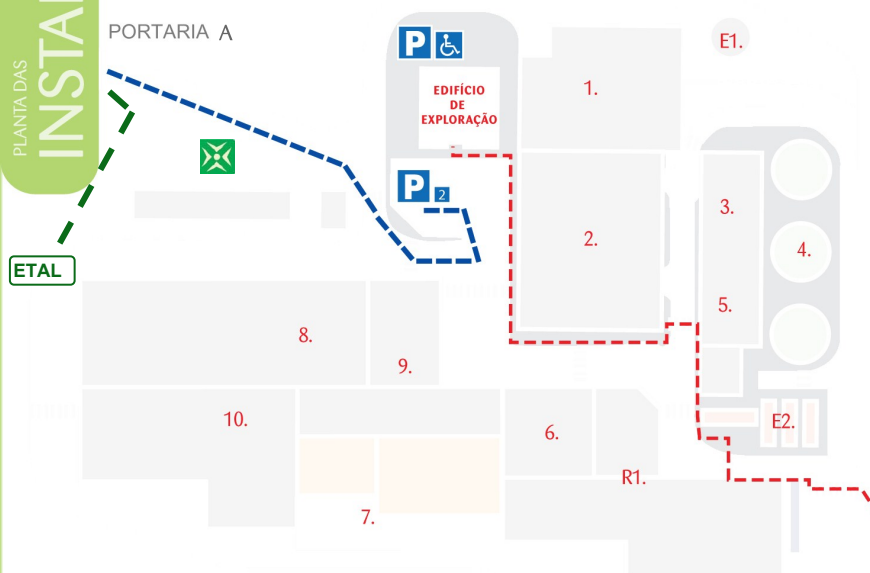 PORTARIA A
PLANTA DAS
INSTAL
P
EDIFÍCIO
DE
EXPLORAÇÃO
E1.
1.
P 2
2.
3.
4.
5.
ETAL
8.
9.
10.
6.
E2.
R1.
7.